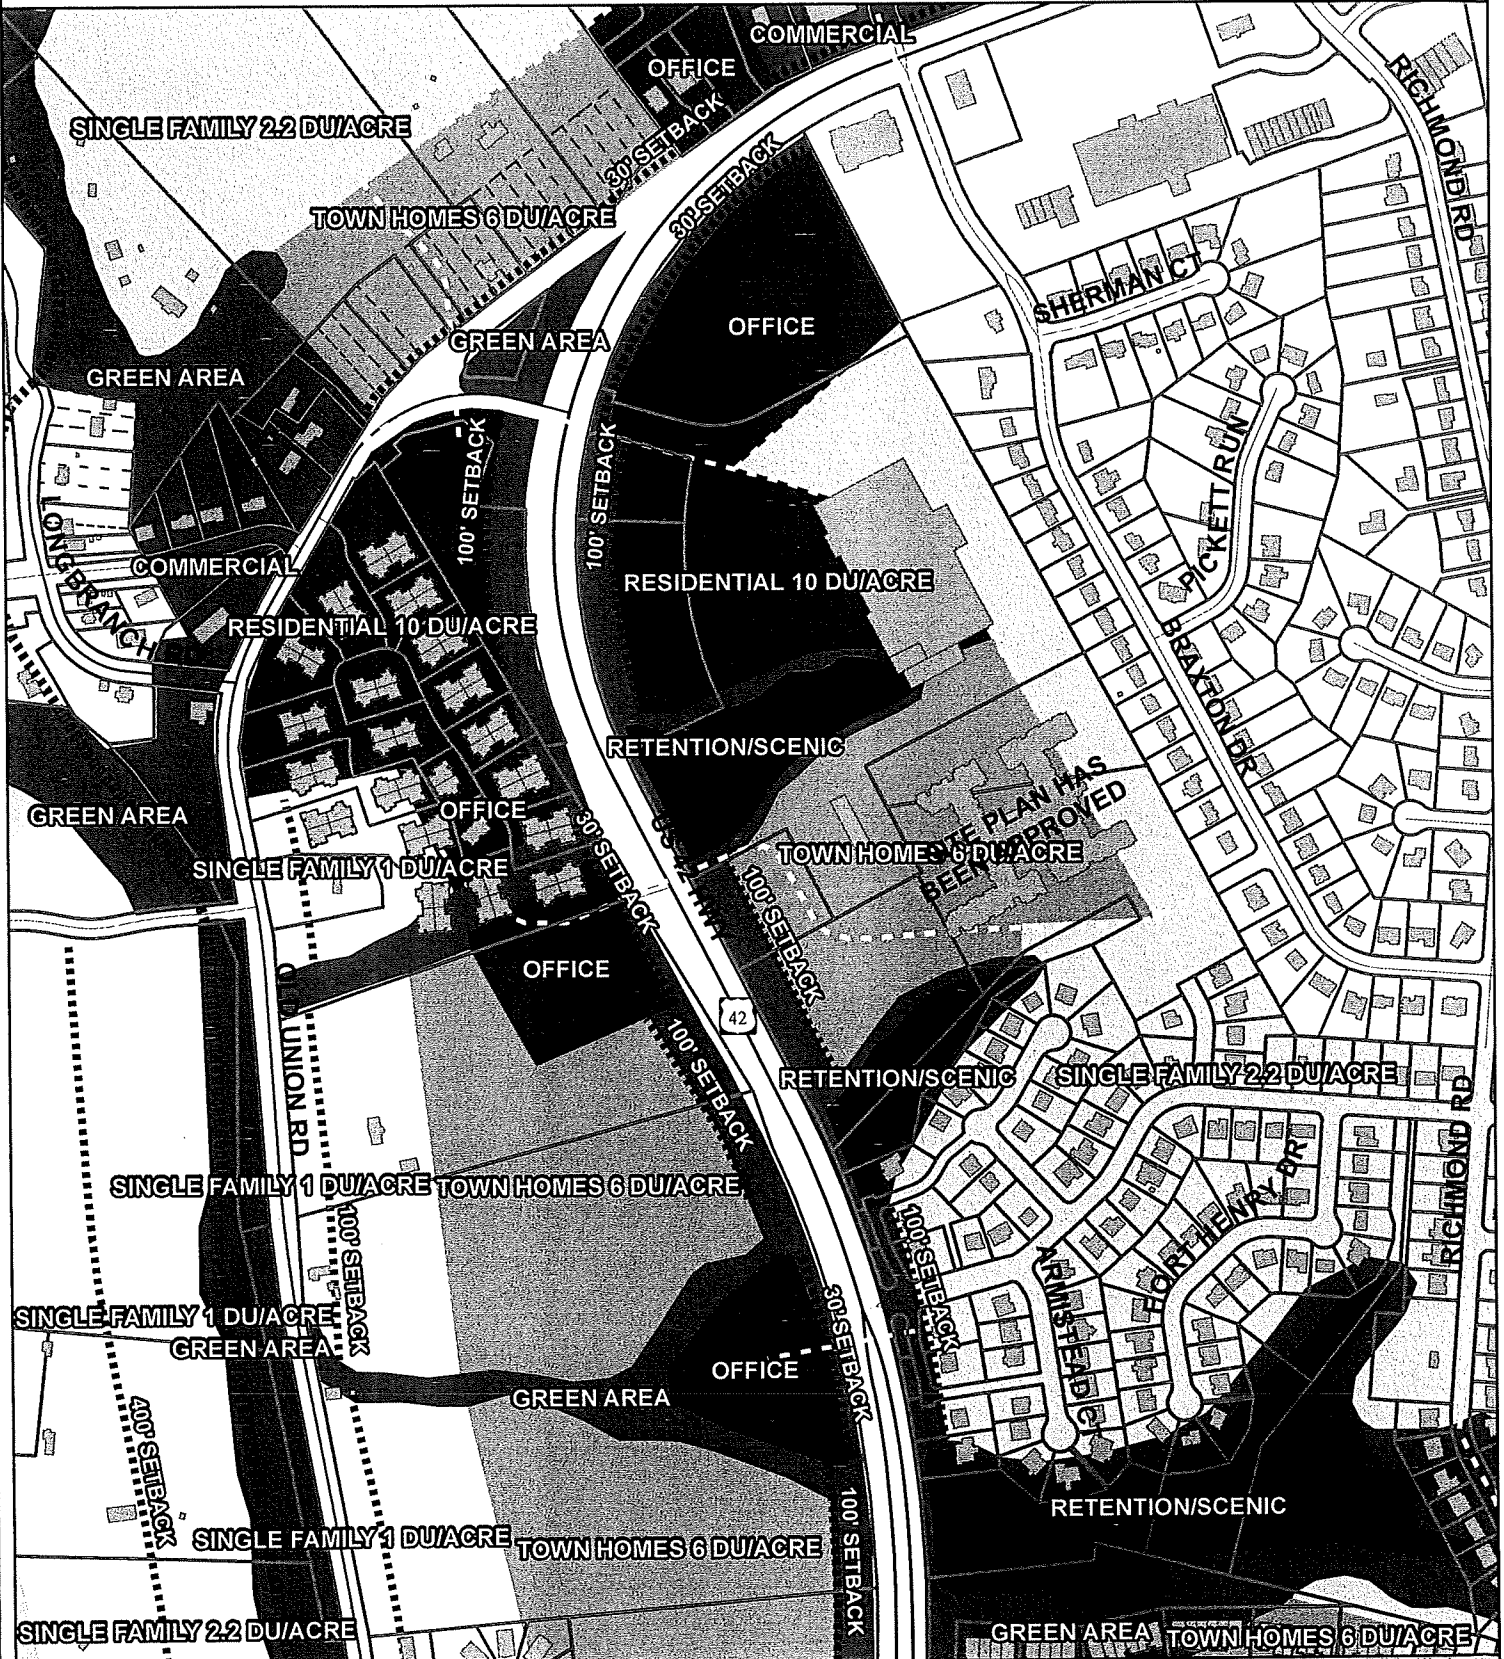 COMMERCIAL
OFFICE
RICHMOND RD
SINGLE FAMILY 2.2 DU/ACRE
30' SETBACK
30' SETBACK
TOWN HOMES 6 DU/ACRE
SHERMAN CT
OFFICE
GREEN AREA
GREEN AREA
100' SETBACK
100' SETBACK
PICKETT RUN
LONGBRANCH
COMMERCIAL
RESIDENTIAL 10 DU/ACRE
RESIDENTIAL 10 DU/ACRE
BRAXTON DR
RETENTION/SCENIC
GREEN AREA
OFFICE
SITE PLAN HAS
BEEN APPROVED
30' SETBACK
US 42 HWY
TOWN HOMES 6 DU/ACRE
SINGLE FAMILY 1 DU/ACRE
100' SETBACK
OFFICE
OLD UNION RD
42
100' SETBACK
RETENTION/SCENIC
SINGLE FAMILY 2.2 DU/ACRE
RICHMOND RD
SINGLE FAMILY 1 DU/ACRE
TOWN HOMES 6 DU/ACRE
FORT HENRY DR
100' SETBACK
100' SETBACK
ARMISTEAD CT
SINGLE FAMILY 1 DU/ACRE
30' SETBACK
GREEN AREA
OFFICE
GREEN AREA
400' SETBACK
RETENTION/SCENIC
SINGLE FAMILY 1 DU/ACRE
TOWN HOMES 6 DU/ACRE
100' SETBACK
SINGLE FAMILY 2.2 DU/ACRE
GREEN AREA
TOWN HOMES 6 DU/ACRE